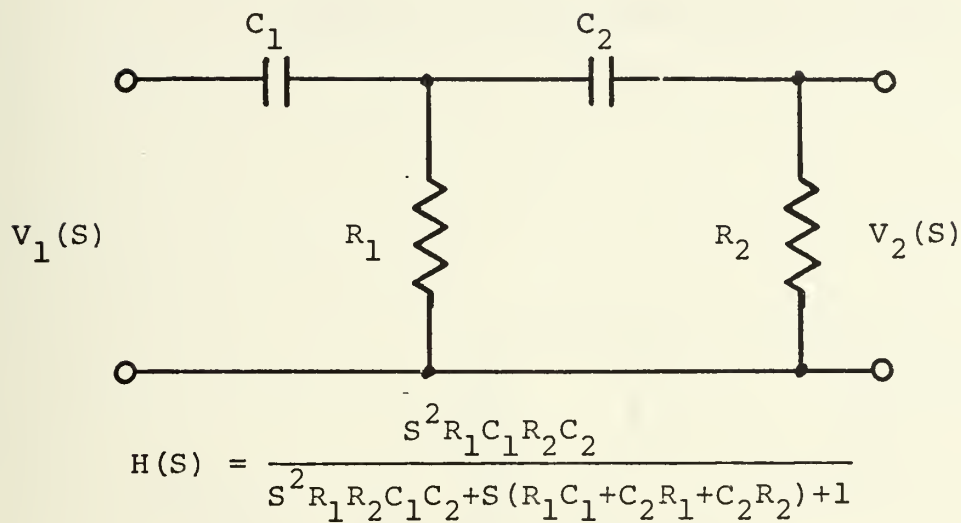 C₁ C₂
V₁(S) R₁ R₂ V₂(S)
H(S) = S²R₁C₁R₂C₂ / S²R₁R₂C₁C₂+S(R₁C₁+C₂R₁+C₂R₂)+1